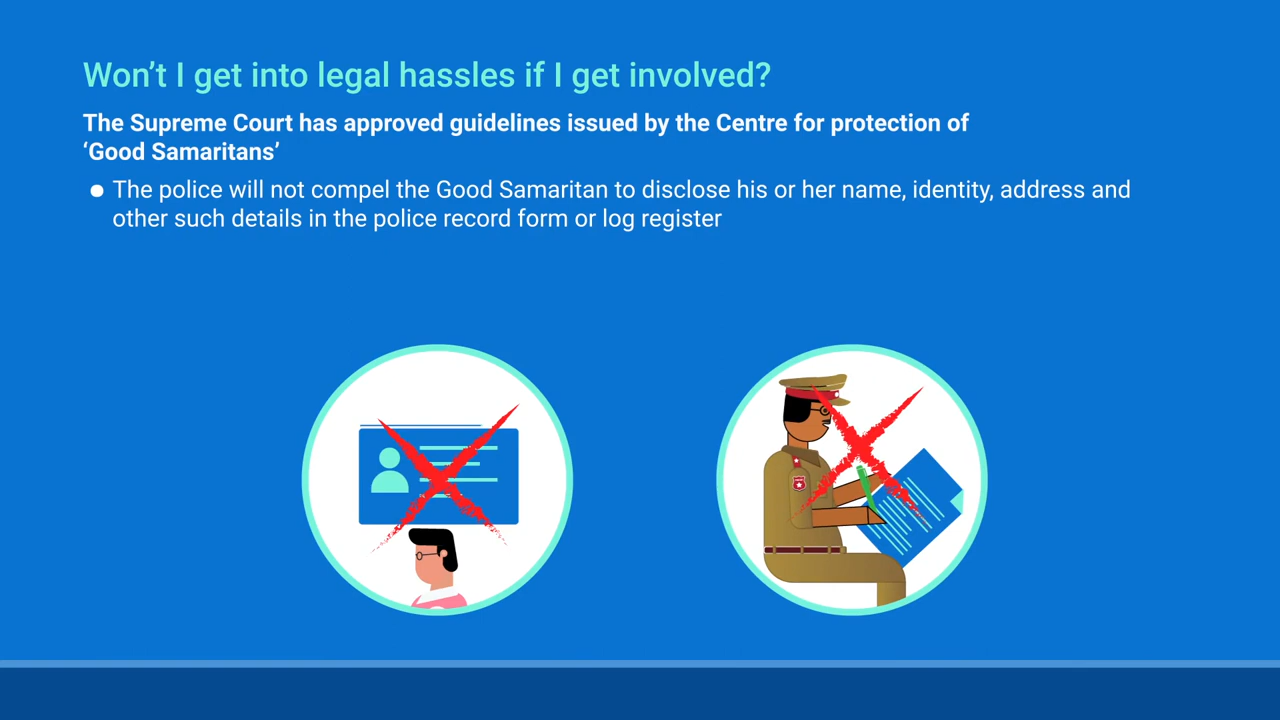 Won’t I get into legal hassles if I get involved?
The Supreme Court has approved guidelines issued by the Centre for protection of
‘Good Samaritans’
● The police will not compel the Good Samaritan to disclose his or her name, identity, address and
other such details in the police record form or log register